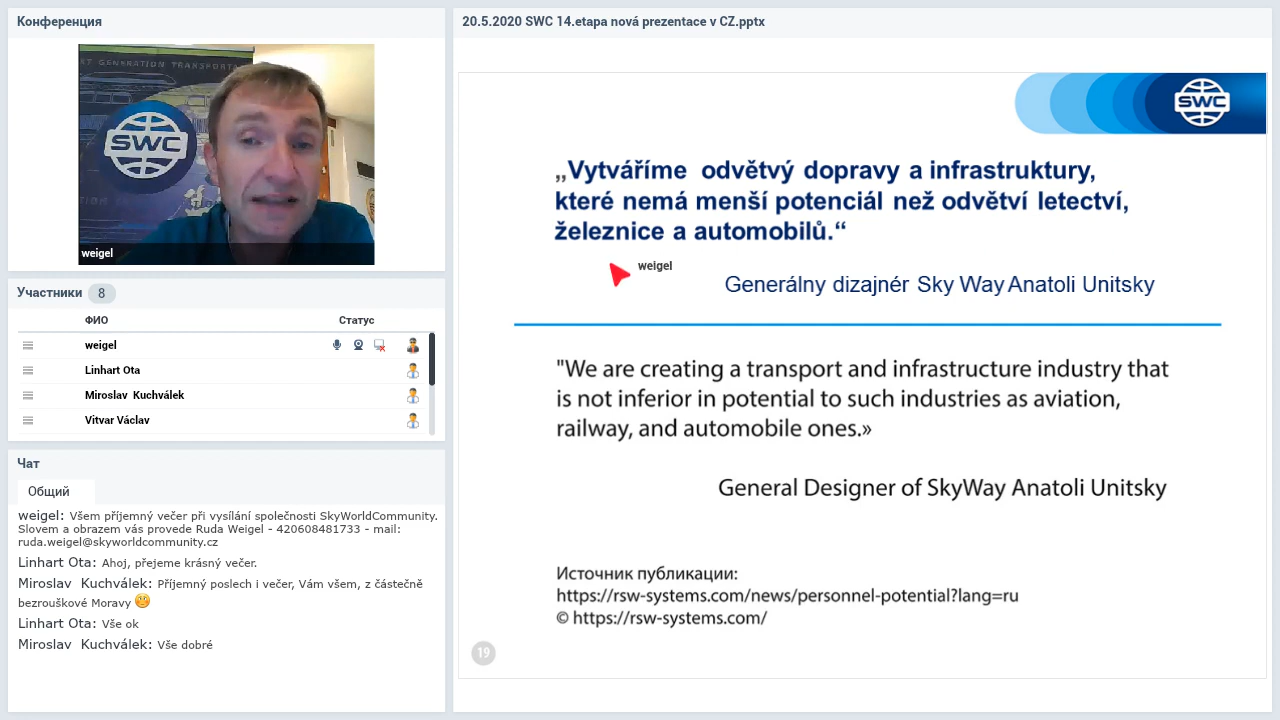 Конференция
XT GENERATION TRANSPORTA
SWC
weigel
Участники 8
ФИО Статус
weigel
Linhart Ota
Miroslav Kuchválek
Vitvar Václav
Чат
Общий
weigel: Všem příjemný večer při vysílání společnosti SkyWorldCommunity.
Slovem a obrazem vás provede Ruda Weigel - 420608481733 - mail:
ruda.weigel@skyworldcommunity.cz
Linhart Ota: Ahoj, přejeme krásný večer.
Miroslav Kuchválek: Příjemný poslech i večer, Vám všem, z částečně
bezrouškové Moravy
Linhart Ota: Vše ok
Miroslav Kuchválek: Vše dobré
20.5.2020 SWC 14.etapa nová prezentace v CZ.pptx
SWC
„Vytváříme odvětvý dopravy a infrastruktury,
které nemá menší potenciál než odvětví letectví,
železnice a automobilů.“
weigel
Generálny dizajnér Sky Way Anatoli Unitsky
"We are creating a transport and infrastructure industry that
is not inferior in potential to such industries as aviation,
railway, and automobile ones.»
General Designer of SkyWay Anatoli Unitsky
Источник публикации:
https://rsw-systems.com/news/personnel-potential?lang=ru
© https://rsw-systems.com/
19